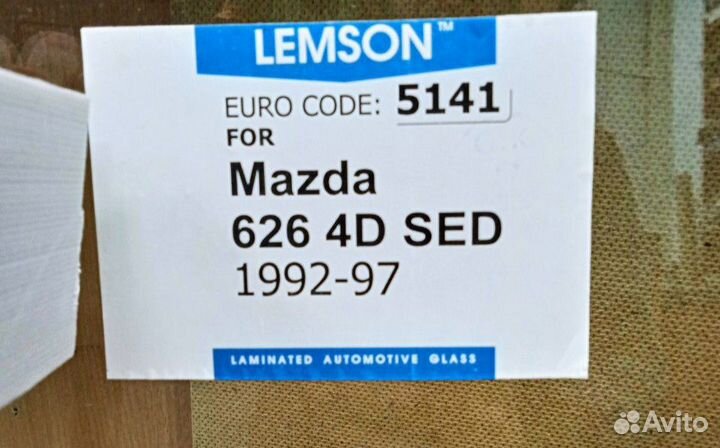 LEMSON™
EURO CODE: 5141
FOR
Mazda
626 4D SED
1992-97
LAMINATED AUTOMOTIVE GLASS
Avito